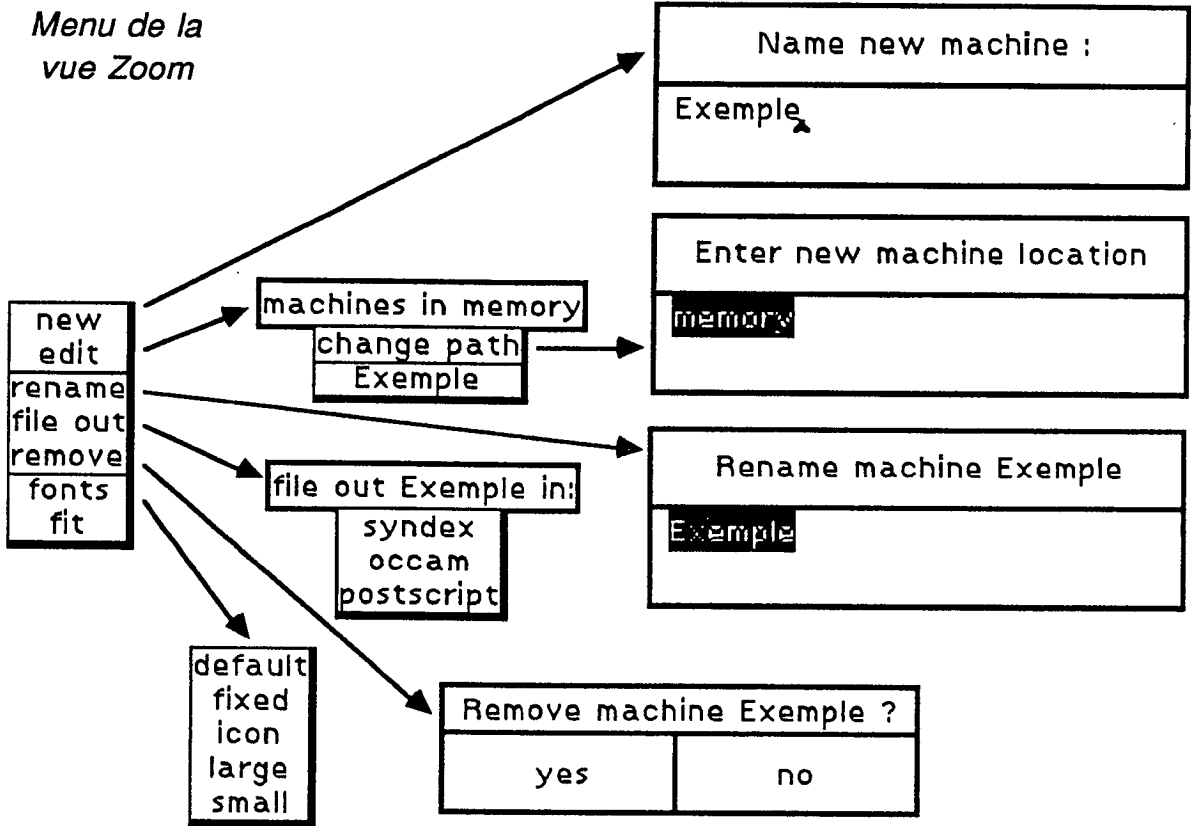 Menu de la
vue Zoom
Name new machine :
Exemple
Enter new machine location
memory
machines in memory
change path
Exemple
new
edit
rename
file out
remove
fonts
fit
Rename machine Exemple
Exemple
file out Exemple in:
syndex
occam
postscript
default
fixed
icon
large
small
Remove machine Exemple ?
yes no